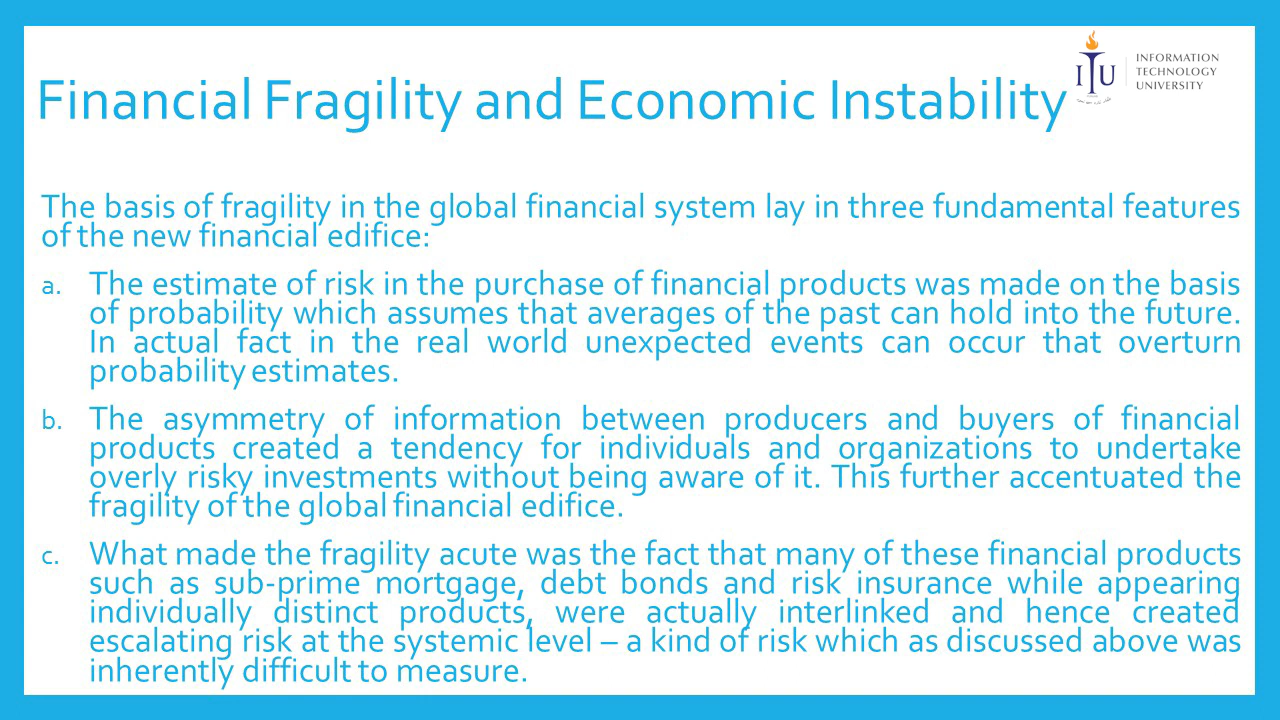 Financial Fragility and Economic Instability
INFORMATION
TECHNOLOGY
UNIVERSITY
ITU
The basis of fragility in the global financial system lay in three fundamental features
of the new financial edifice:
a. The estimate of risk in the purchase of financial products was made on the basis
of probability which assumes that averages of the past can hold into the future.
In actual fact in the real world unexpected events can occur that overturn
probability estimates.
b. The asymmetry of information between producers and buyers of financial
products created a tendency for individuals and organizations to undertake
overly risky investments without being aware of it. This further accentuated the
fragility of the global financial edifice.
c. What made the fragility acute was the fact that many of these financial products
such as sub-prime mortgage, debt bonds and risk insurance while appearing
individually distinct products, were actually interlinked and hence created
escalating risk at the systemic level – a kind of risk which as discussed above was
inherently difficult to measure.